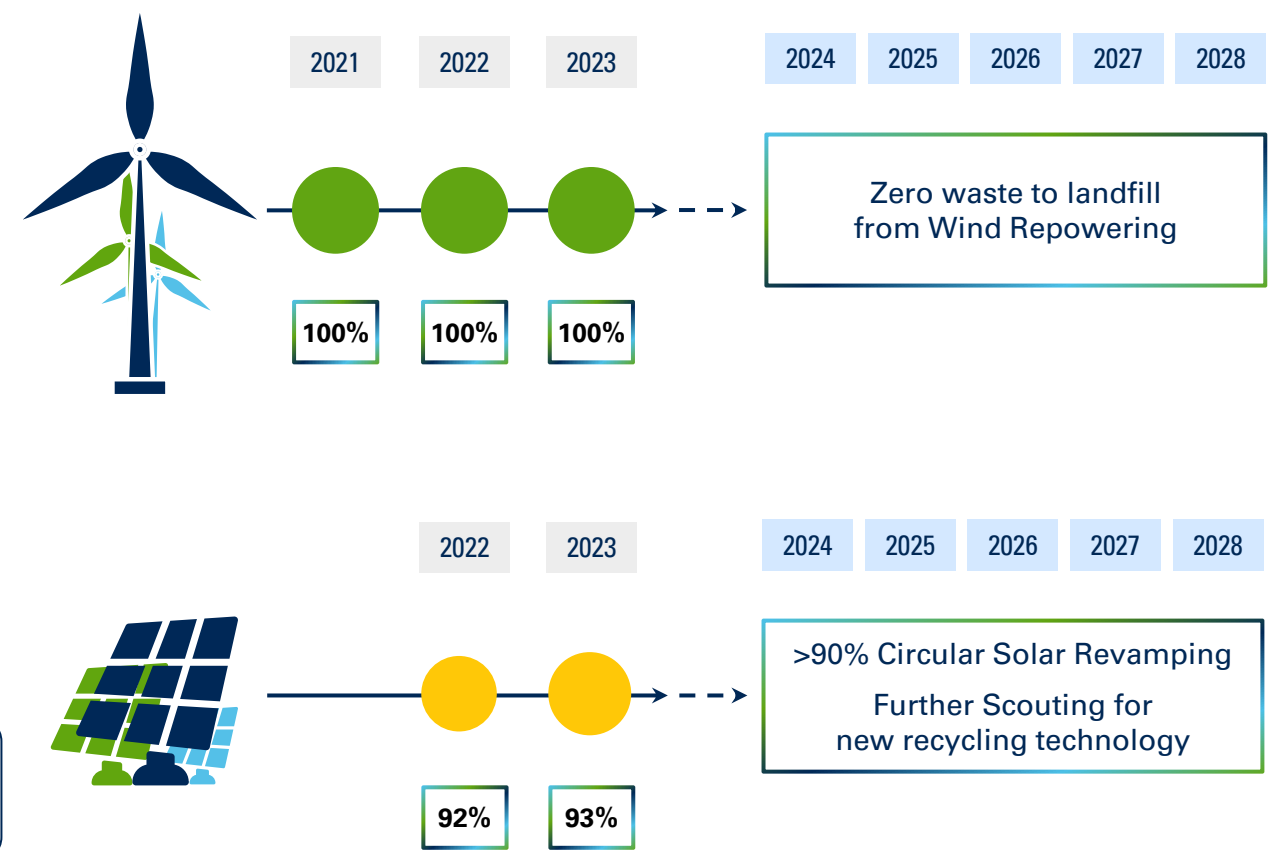 2021 2022 2023 2024 2025 2026 2027 2028
Zero waste to landfill
from Wind Repowering
100% 100% 100%
2022 2023 2024 2025 2026 2027 2028
>90% Circular Solar Revamping
Further Scouting for
new recycling technology
92% 93%